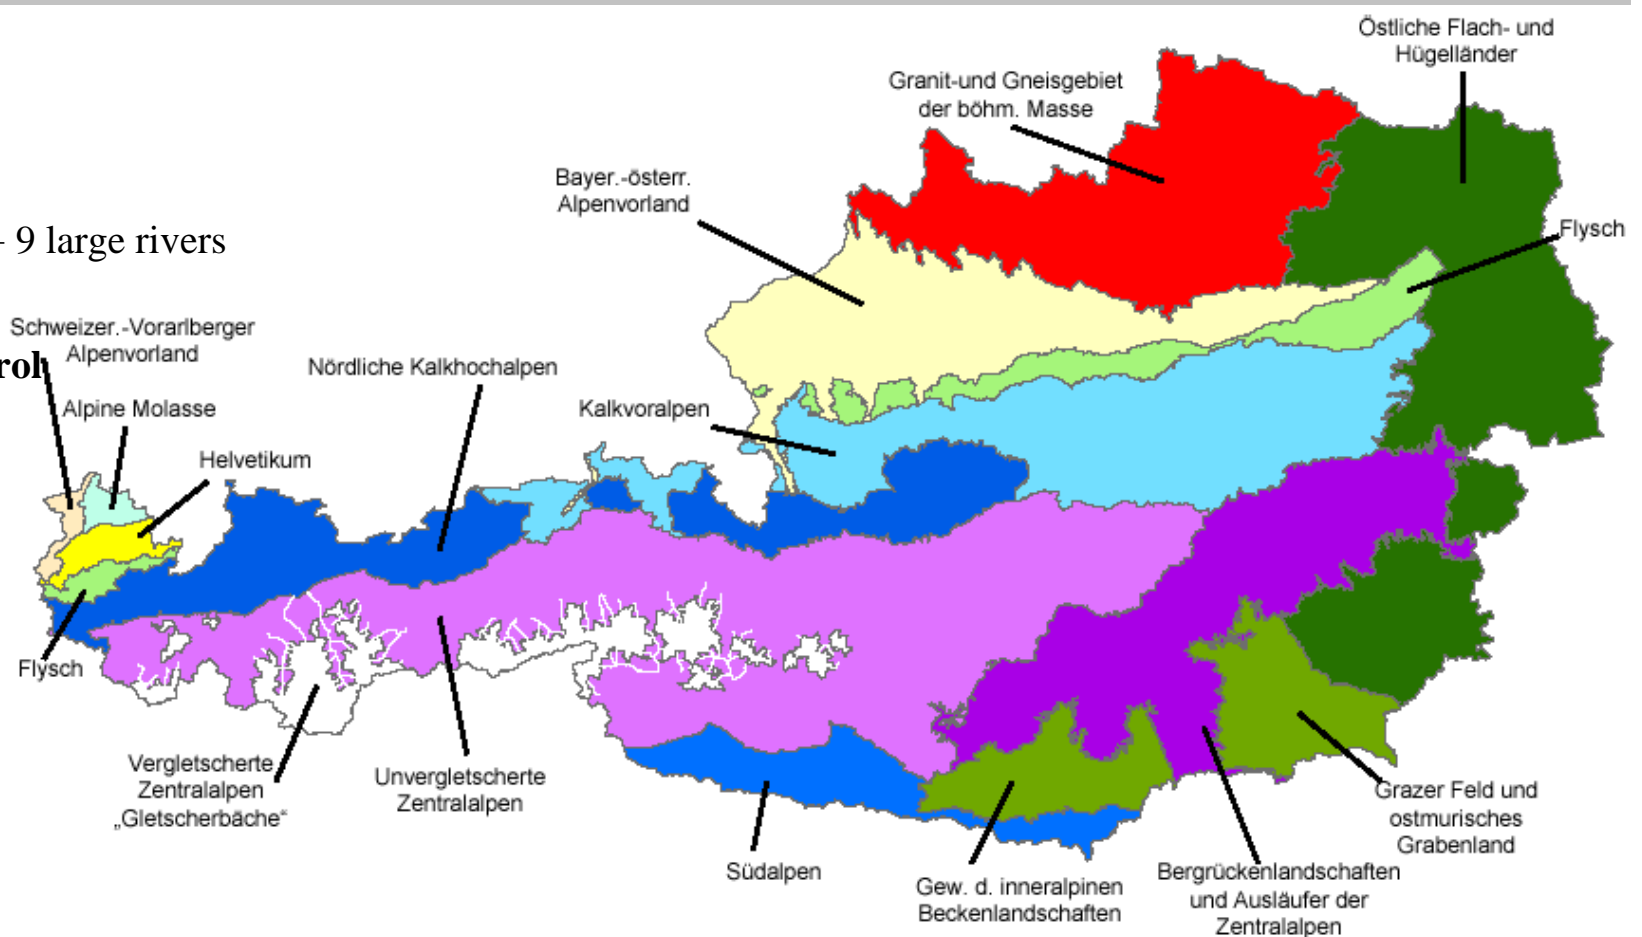 Östliche Flach- und
Hügelländer
Granit-und Gneisgebiet
der böhm. Masse
Bayer.-österr.
Alpenvorland
Flysch
- 9 large rivers
Schweizer.-Vorarlberger
Alpenvorland
rol
Nördliche Kalkhochalpen
Alpine Molasse
Kalkvoralpen
Helvetikum
Flysch
Vergletscherte
Zentralalpen
„Gletscherbäche“
Unvergletscherte
Zentralalpen
Südalpen
Gew. d. inneralpinen
Beckenlandschaften
Bergrückenlandschaften
und Ausläufer der
Zentralalpen
Grazer Feld und
ostmurisches
Grabenland